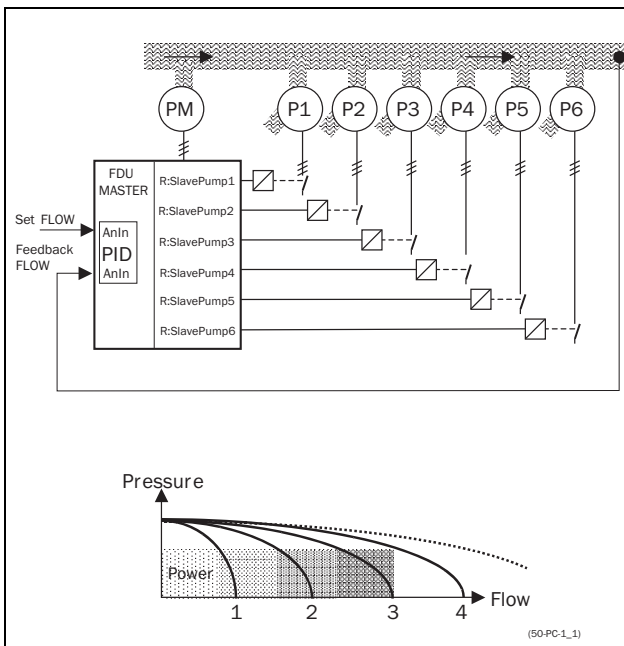 PM P1 P2 P3 P4 P5 P6
FDU
MASTER
R:SlavePump1
R:SlavePump2
R:SlavePump3
R:SlavePump4
R:SlavePump5
R:SlavePump6
Set FLOW
Feedback
FLOW
AnIn
PID
AnIn
Pressure
Power
1 2 3 4 Flow
(50-PC-1_1)